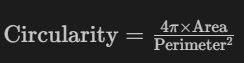 Circularity = 4π×Area / Perimeter²